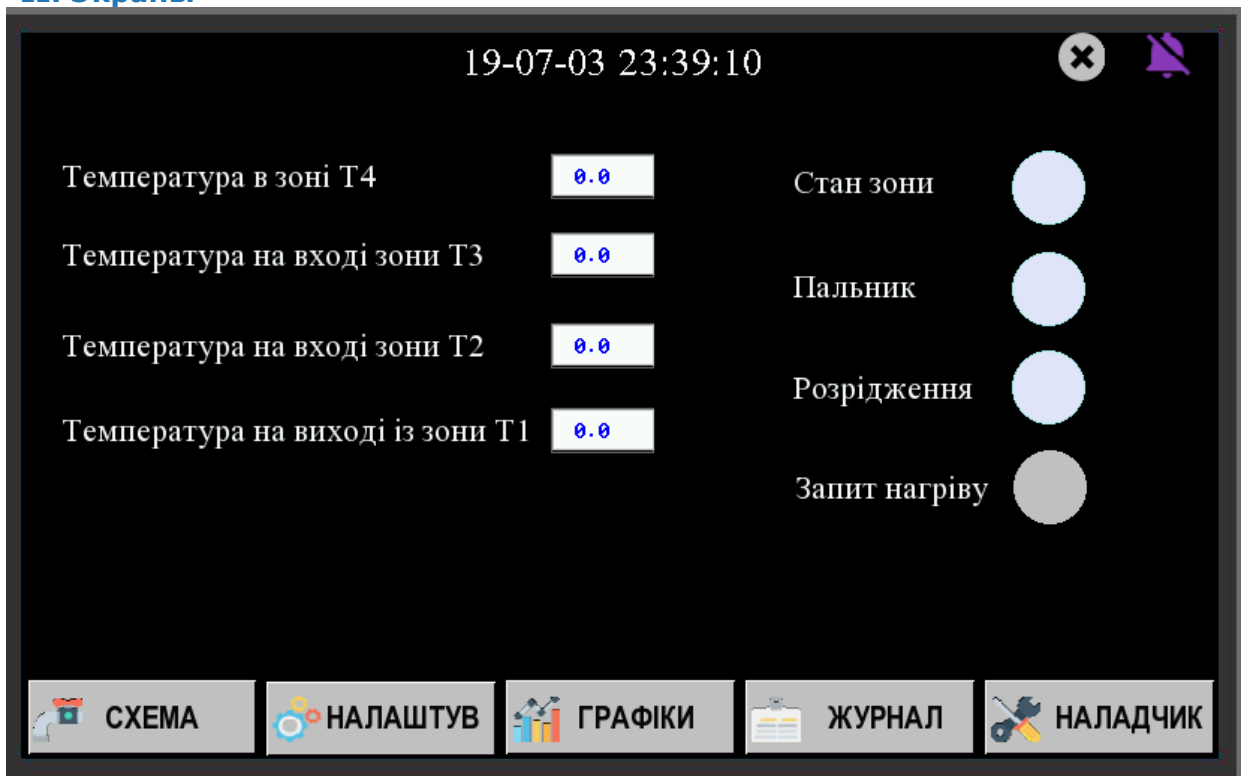 19-07-03 23:39:10
Температура в зоні Т4
0.0
Стан зони
Температура на вході зони Т3
0.0
Пальник
Температура на вході зони Т2
0.0
Розрідження
Температура на виході із зони Т1
0.0
Запит нагріву
СХЕМА
НАЛАШТУВ
ГРАФІКИ
ЖУРНАЛ
НАЛАДЧИК